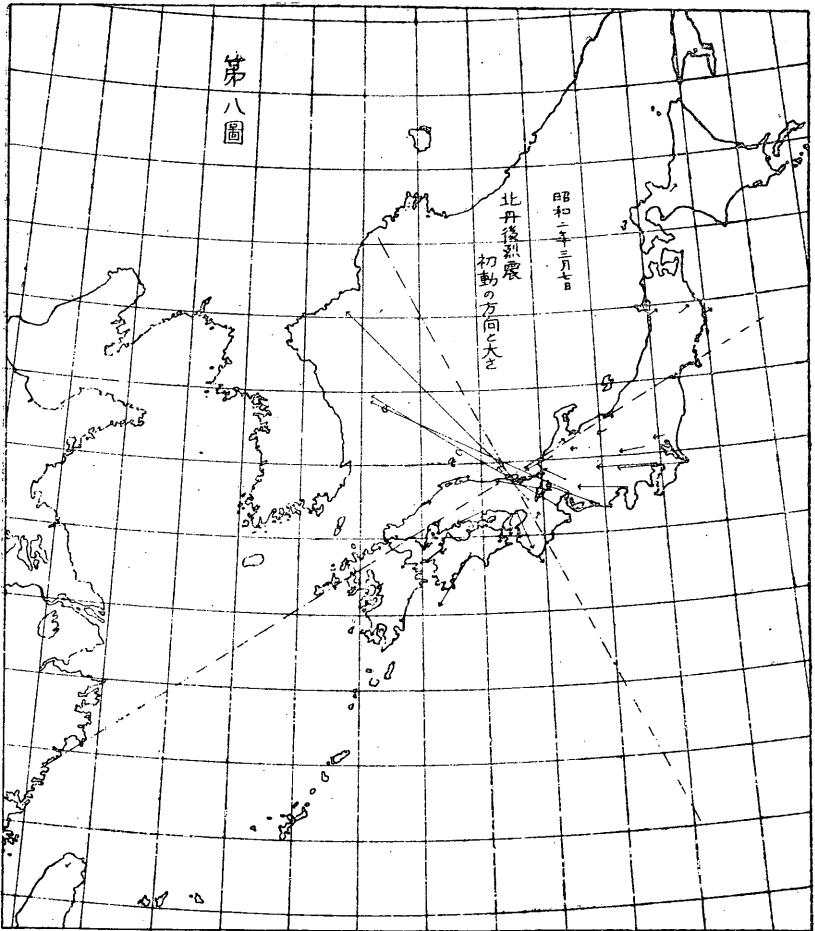 第八圖
昭和二年三月七日
北丹後烈震
初動の方向と大さ